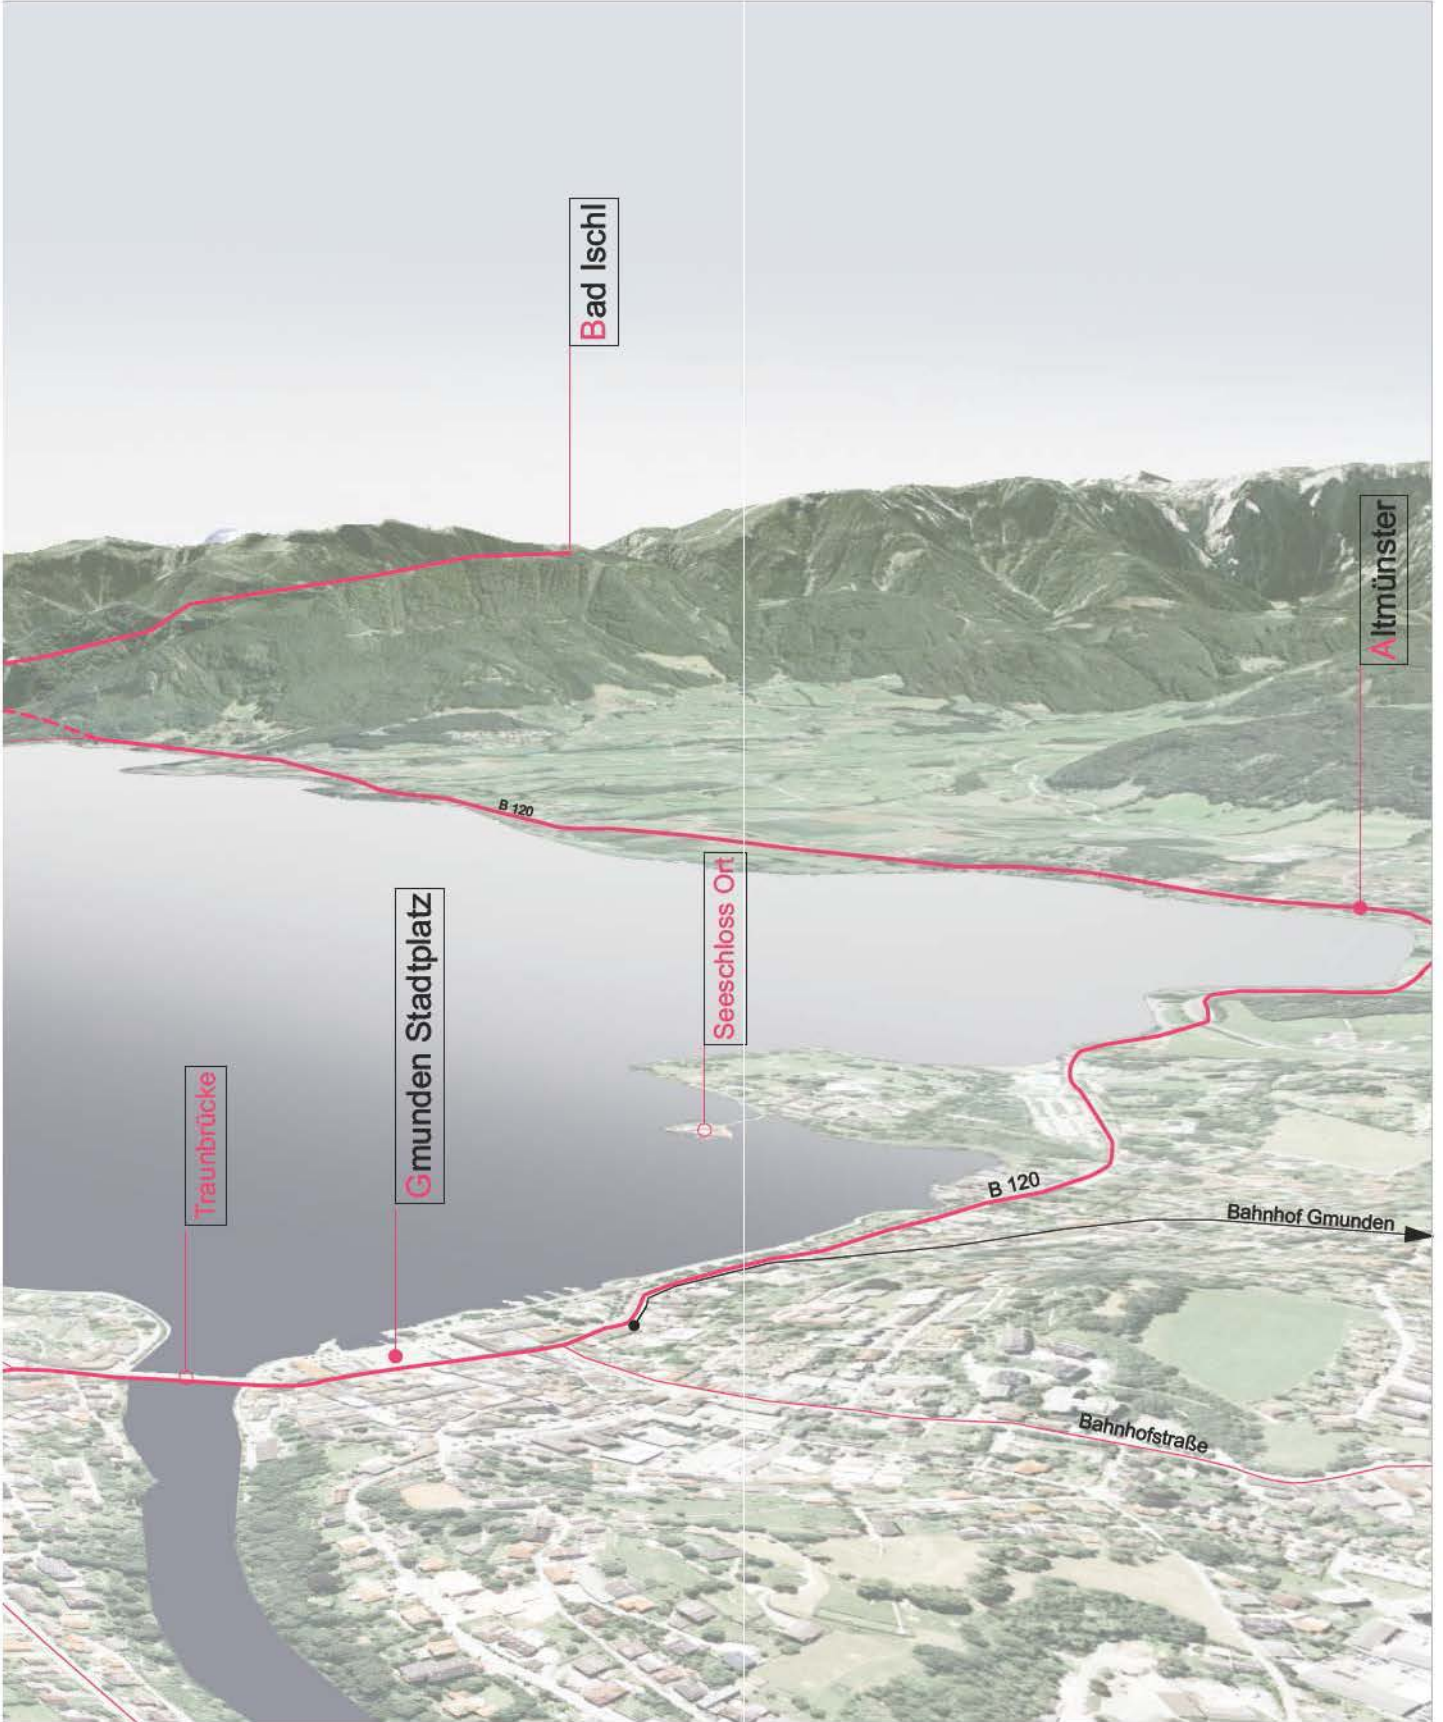 Bad Ischl
Altmünster
B 120
Seeschloss Ort
Gmunden Stadtplatz
Traunbrücke
B 120
Bahnhof Gmunden
Bahnhofstraße